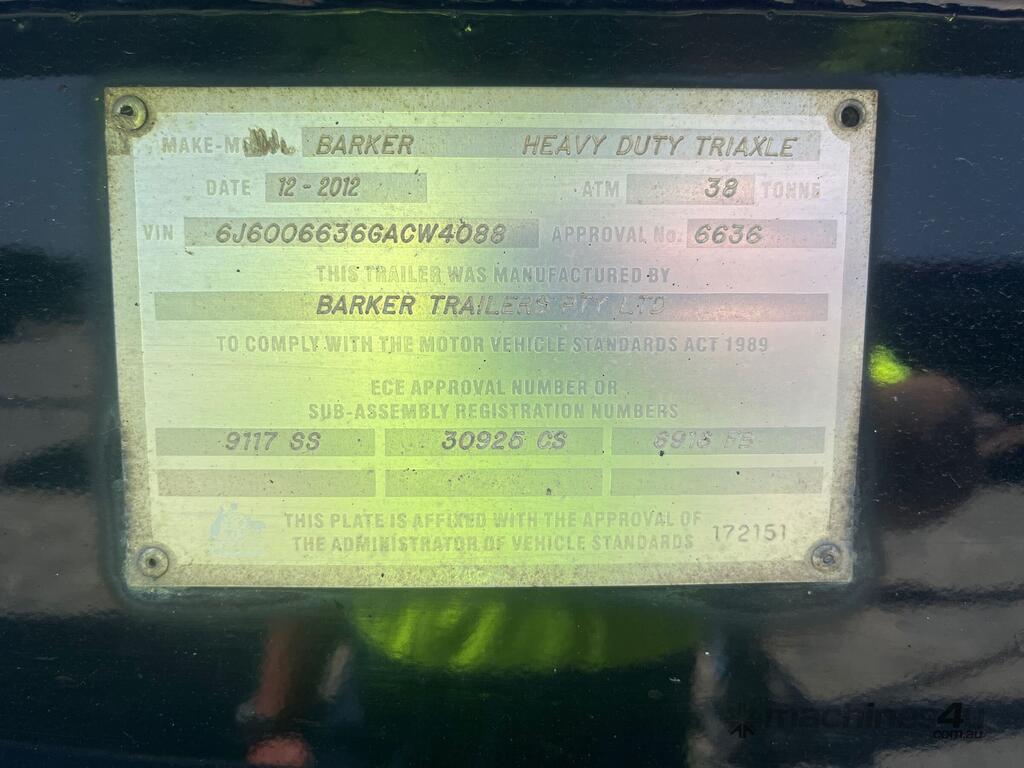 MAKE-M BARKER HEAVY DUTY TRIAXLE
DATE 12-2012 ATM 38 TONNE
VIN 6J6006636GACW4088 APPROVAL No. 6636
THIS TRAILER WAS MANUFACTURED BY
BARKER TRAILERS PTY LTD
TO COMPLY WITH THE MOTOR VEHICLE STANDARDS ACT 1989
ECE APPROVAL NUMBER OR
SUB-ASSEMBLY REGISTRATION NUMBERS
9117 SS 30926 CS
THIS PLATE IS AFFIXED WITH THE APPROVAL OF
THE ADMINISTRATOR OF VEHICLE STANDARDS 172151
machines4u
.com.au